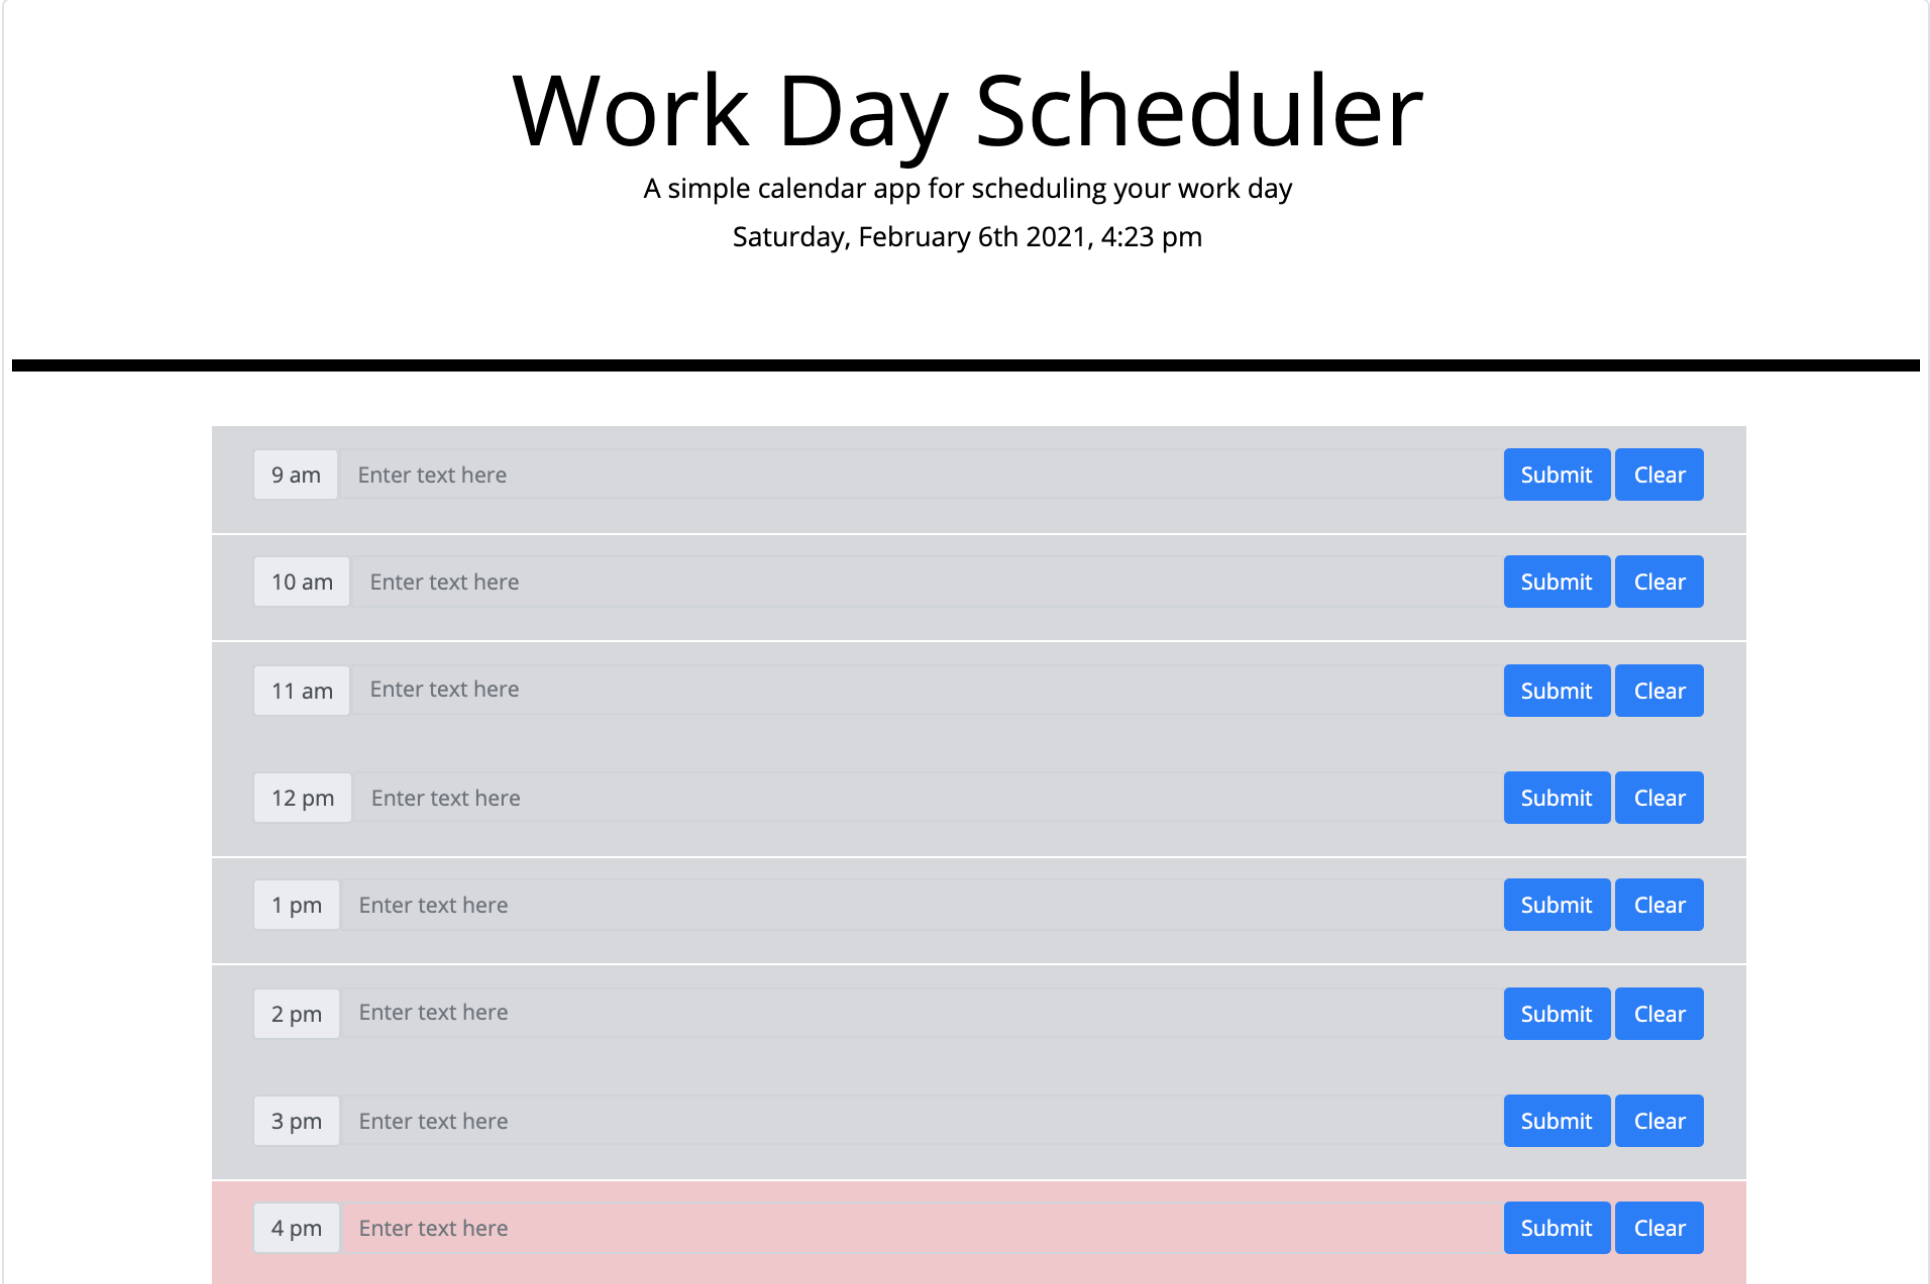 Work Day Scheduler
A simple calendar app for scheduling your work day
Saturday, February 6th 2021, 4:23 pm
9 am Enter text here Submit Clear
10 am Enter text here Submit Clear
11 am Enter text here Submit Clear
12 pm Enter text here Submit Clear
1 pm Enter text here Submit Clear
2 pm Enter text here Submit Clear
3 pm Enter text here Submit Clear
4 pm Enter text here Submit Clear